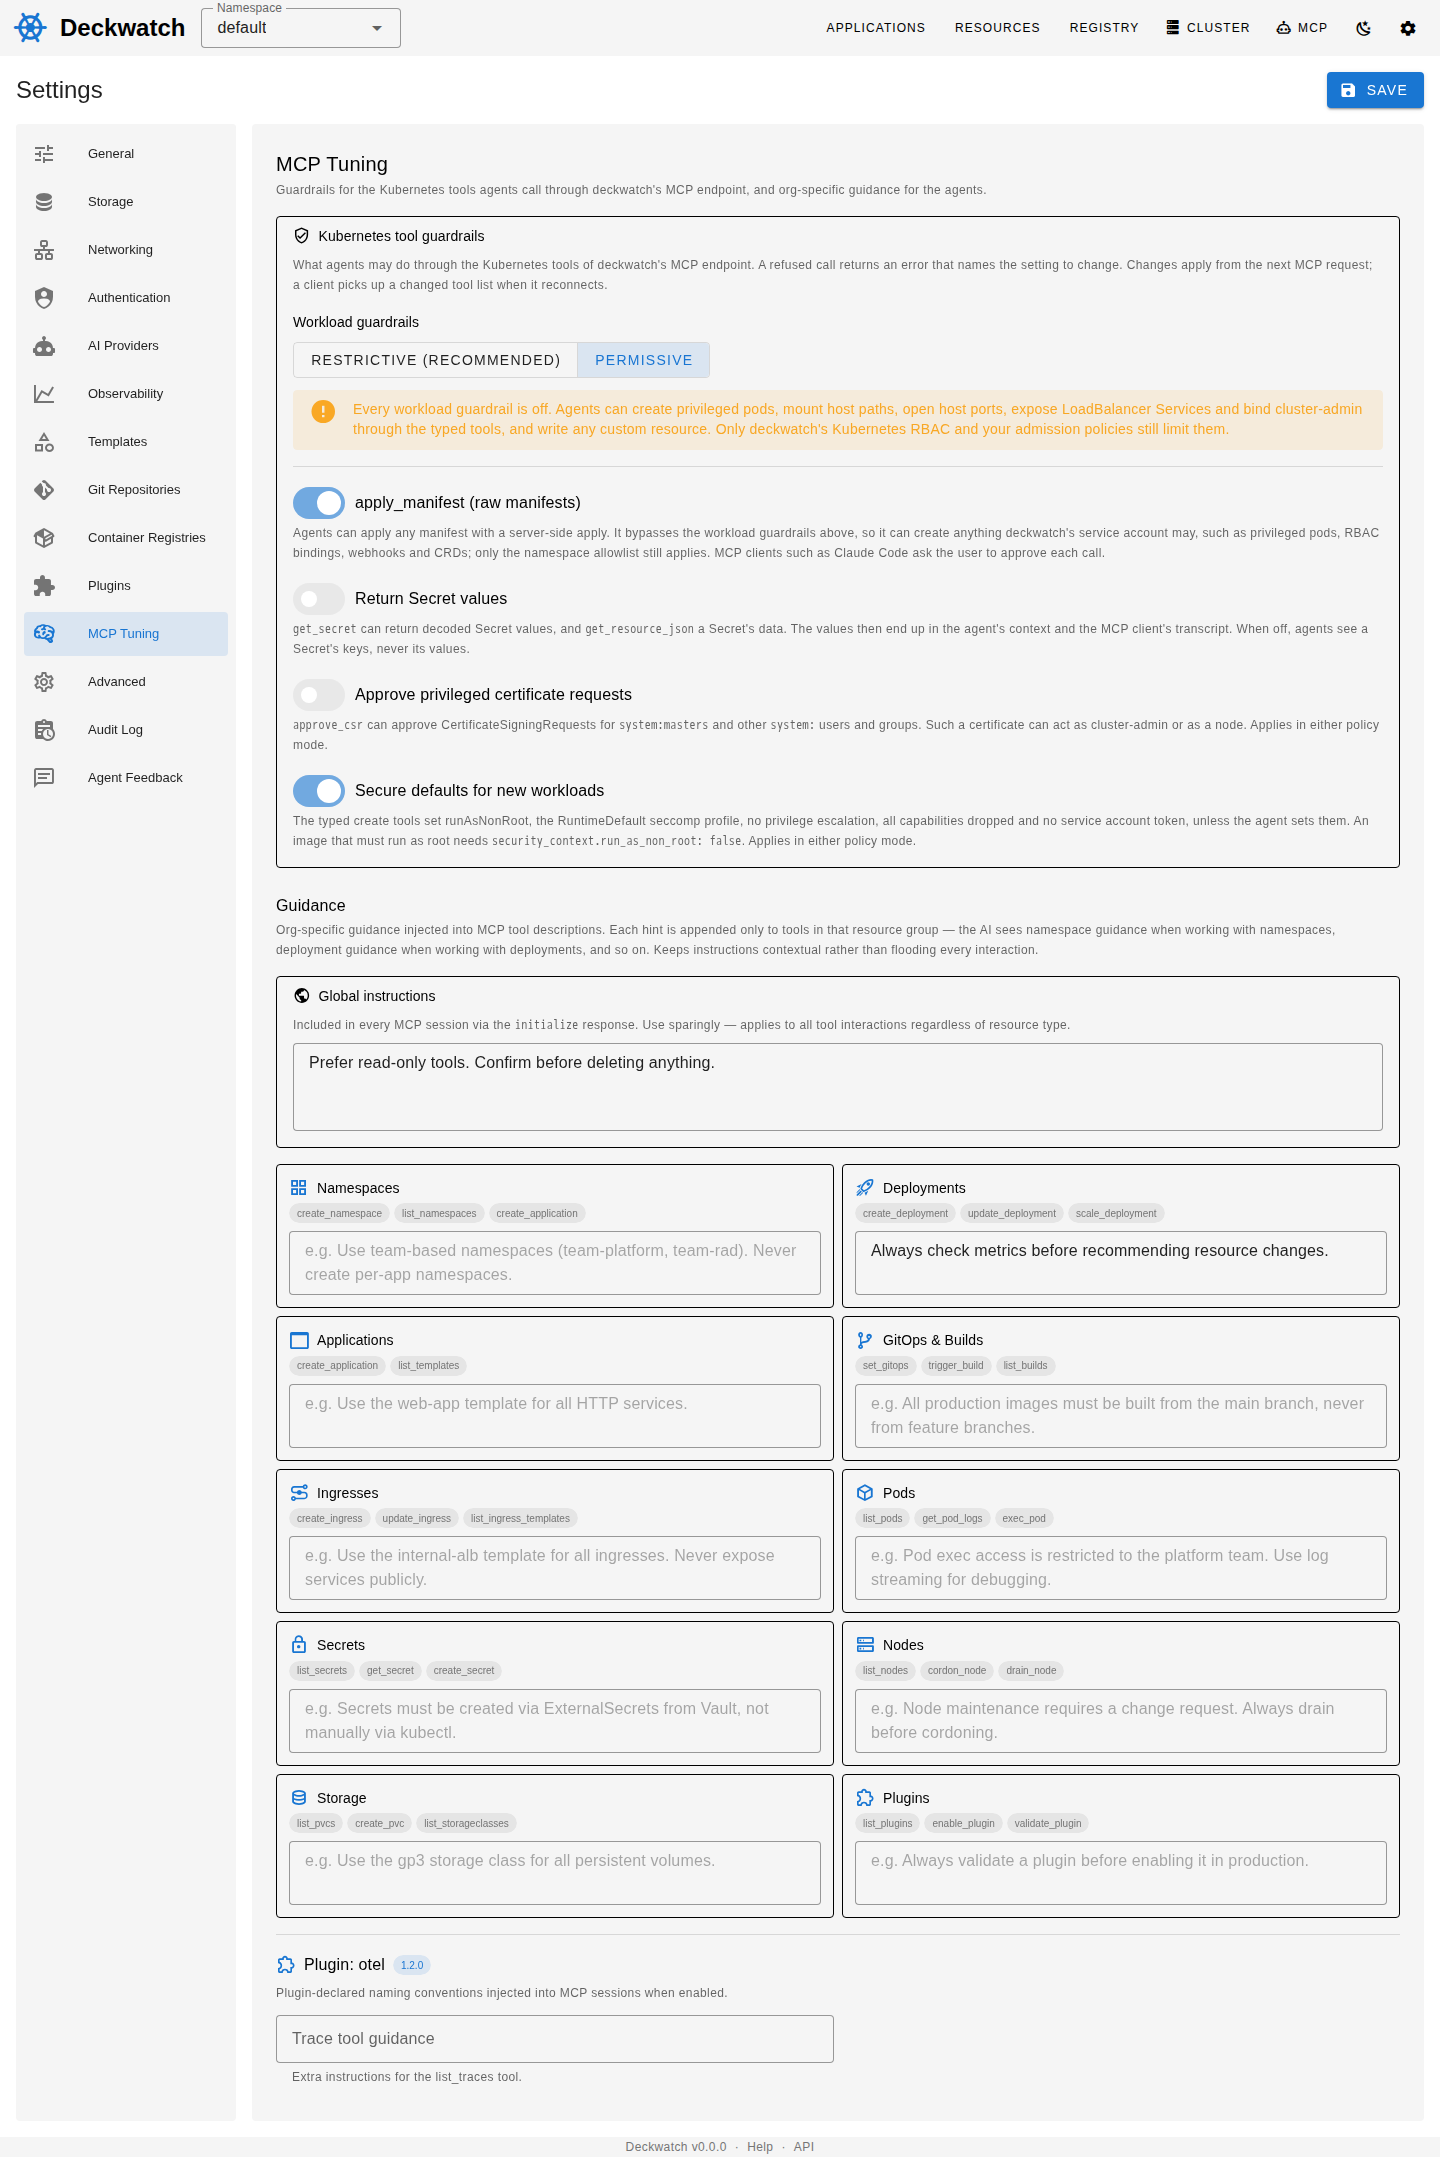 Deckwatch
Namespace
default
APPLICATIONS
RESOURCES
REGISTRY
CLUSTER
MCP
Settings
SAVE
General
Storage
Networking
Authentication
AI Providers
Observability
Templates
Git Repositories
Container Registries
Plugins
MCP Tuning
Advanced
Audit Log
Agent Feedback
MCP Tuning
Guardrails for the Kubernetes tools agents call through deckwatch's MCP endpoint, and org-specific guidance for the agents.
Kubernetes tool guardrails
What agents may do through the Kubernetes tools of deckwatch's MCP endpoint. A refused call returns an error that names the setting to change. Changes apply from the next MCP request;
a client picks up a changed tool list when it reconnects.
Workload guardrails
RESTRICTIVE (RECOMMENDED)
PERMISSIVE
Every workload guardrail is off. Agents can create privileged pods, mount host paths, open host ports, expose LoadBalancer Services and bind cluster-admin
through the typed tools, and write any custom resource. Only deckwatch's Kubernetes RBAC and your admission policies still limit them.
apply_manifest (raw manifests)
Agents can apply any manifest with a server-side apply. It bypasses the workload guardrails above, so it can create anything deckwatch's service account may, such as privileged pods, RBAC
bindings, webhooks and CRDs; only the namespace allowlist still applies. MCP clients such as Claude Code ask the user to approve each call.
Return Secret values
get_secret can return decoded Secret values, and get_resource_json a Secret's data. The values then end up in the agent's context and the MCP client's transcript. When off, agents see a
Secret's keys, never its values.
Approve privileged certificate requests
approve_csr can approve CertificateSigningRequests for system:masters and other system: users and groups. Such a certificate can act as cluster-admin or as a node. Applies in either policy
mode.
Secure defaults for new workloads
The typed create tools set runAsNonRoot, the RuntimeDefault seccomp profile, no privilege escalation, all capabilities dropped and no service account token, unless the agent sets them. An
image that must run as root needs security_context.run_as_non_root: false. Applies in either policy mode.
Guidance
Org-specific guidance injected into MCP tool descriptions. Each hint is appended only to tools in that resource group — the AI sees namespace guidance when working with namespaces,
deployment guidance when working with deployments, and so on. Keeps instructions contextual rather than flooding every interaction.
Global instructions
Included in every MCP session via the initialize response. Use sparingly — applies to all tool interactions regardless of resource type.
Prefer read-only tools. Confirm before deleting anything.
Namespaces
create_namespace list_namespaces create_application
e.g. Use team-based namespaces (team-platform, team-rad). Never
create per-app namespaces.
Deployments
create_deployment update_deployment scale_deployment
Always check metrics before recommending resource changes.
Applications
create_application list_templates
e.g. Use the web-app template for all HTTP services.
GitOps & Builds
set_gitops trigger_build list_builds
e.g. All production images must be built from the main branch, never
from feature branches.
Ingresses
create_ingress update_ingress list_ingress_templates
e.g. Use the internal-alb template for all ingresses. Never expose
services publicly.
Pods
list_pods get_pod_logs exec_pod
e.g. Pod exec access is restricted to the platform team. Use log
streaming for debugging.
Secrets
list_secrets get_secret create_secret
e.g. Secrets must be created via ExternalSecrets from Vault, not
manually via kubectl.
Nodes
list_nodes cordon_node drain_node
e.g. Node maintenance requires a change request. Always drain
before cordoning.
Storage
list_pvcs create_pvc list_storageclasses
e.g. Use the gp3 storage class for all persistent volumes.
Plugins
list_plugins enable_plugin validate_plugin
e.g. Always validate a plugin before enabling it in production.
Plugin: otel 1.2.0
Plugin-declared naming conventions injected into MCP sessions when enabled.
Trace tool guidance
Extra instructions for the list_traces tool.
Deckwatch v0.0.0 · Help · API